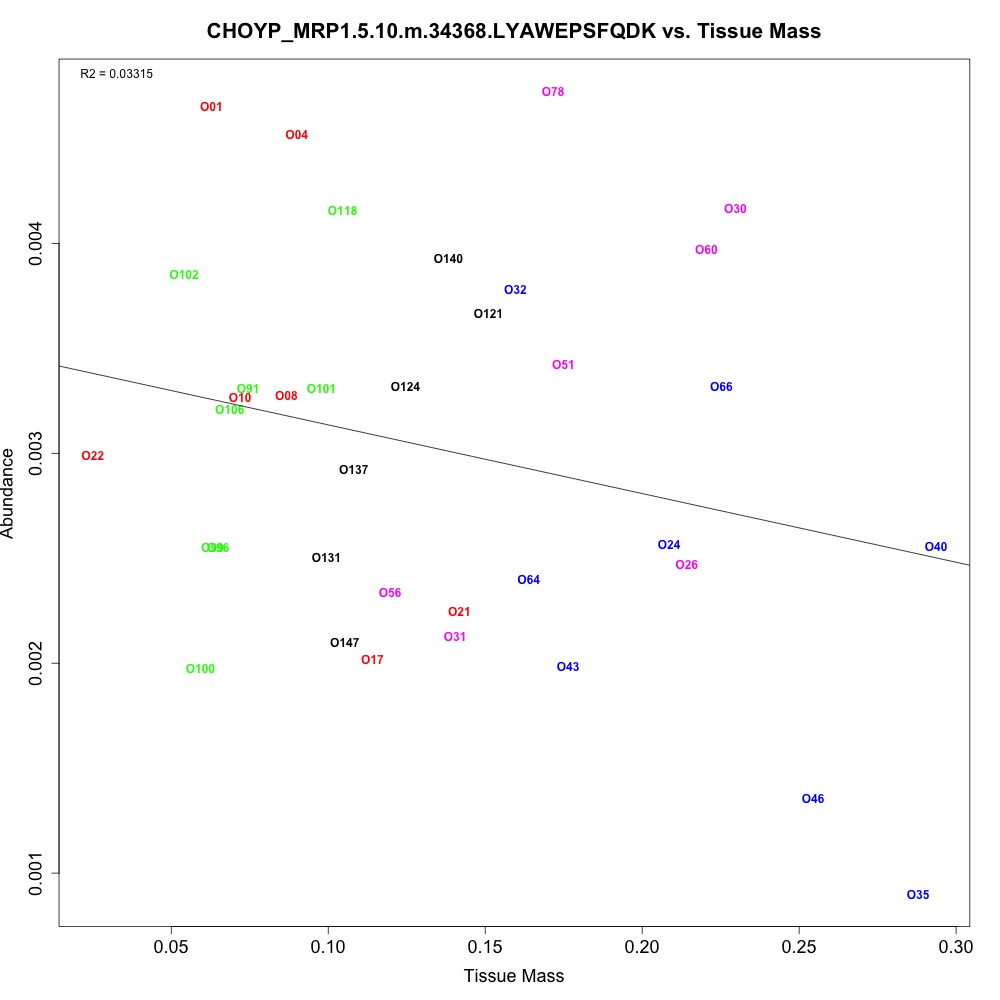 CHOYP_MRP1.5.10.m.34368.LYAWEPSFQDK vs. Tissue Mass
R2 = 0.03315
O78
O01
O04
O30
O118
O60
O140
O102
O32
O121
O51
O66
O124
O91
O101
O10
O08
O106
O22
O137
O24
O40
O99
O96
O131
O26
O64
O56
O21
O31
O147
O17
O43
O100
O46
O35
0.004
0.003
0.002
0.001
Abundance
0.05 0.10 0.15 0.20 0.25 0.30
Tissue Mass